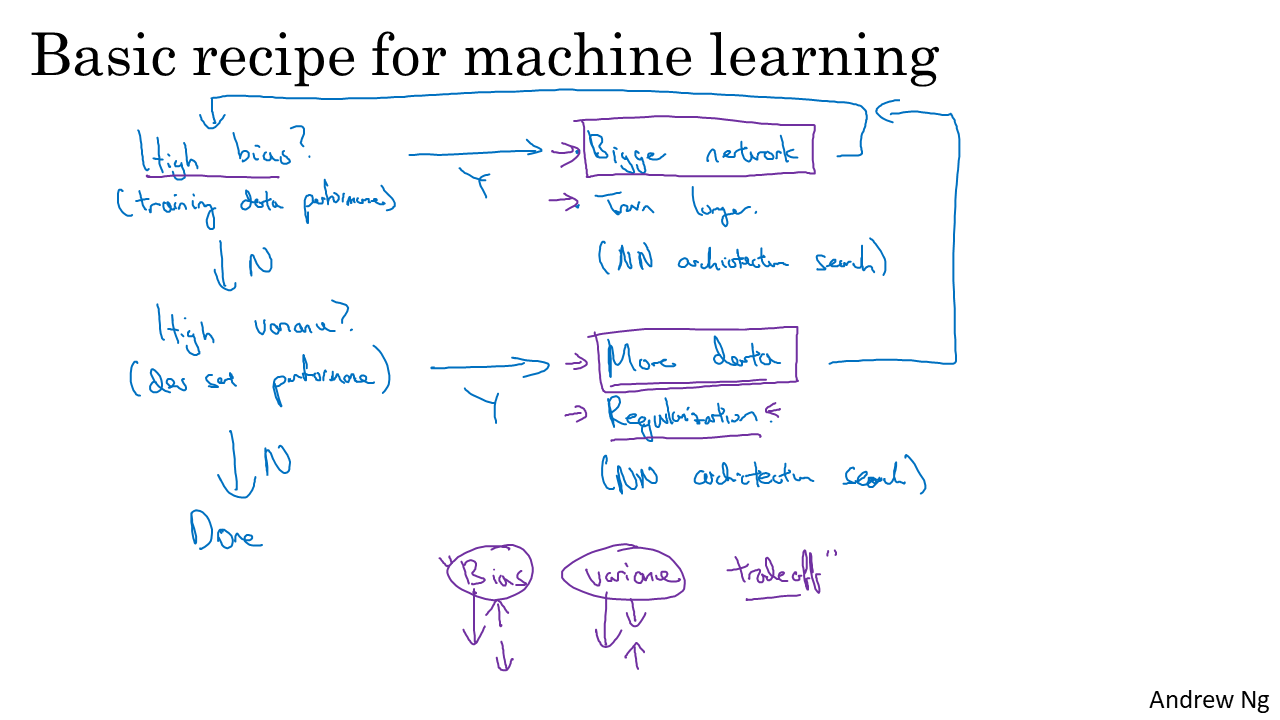 Basic recipe for machine learning
High bias?
(training data performance)
Y
Bigge network
Train longer.
(NN architecture search)
N
High variance?
(dev set performance)
Y
More data
Regularization
(NN architecture search)
N
Done
"Bias variance tradeoff"
Andrew Ng